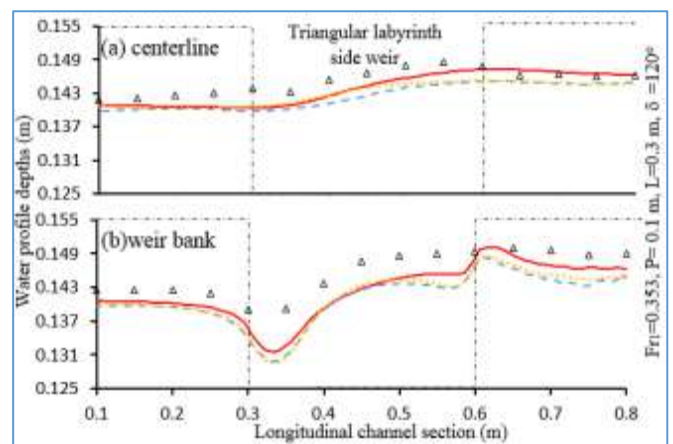 0.155
0.149
0.143
0.137
0.131
0.125
(a) centerline
Triangular labyrinth
side weir
Water profile depths (m)
0.155
0.149
0.143
0.137
0.131
0.125
(b)weir bank
0.1
0.2
0.3
0.4
0.5
0.6
0.7
0.8
Longitudinal channel section (m)
Fr₁=0.353, P= 0.1 m, L=0.3 m, δ =120°